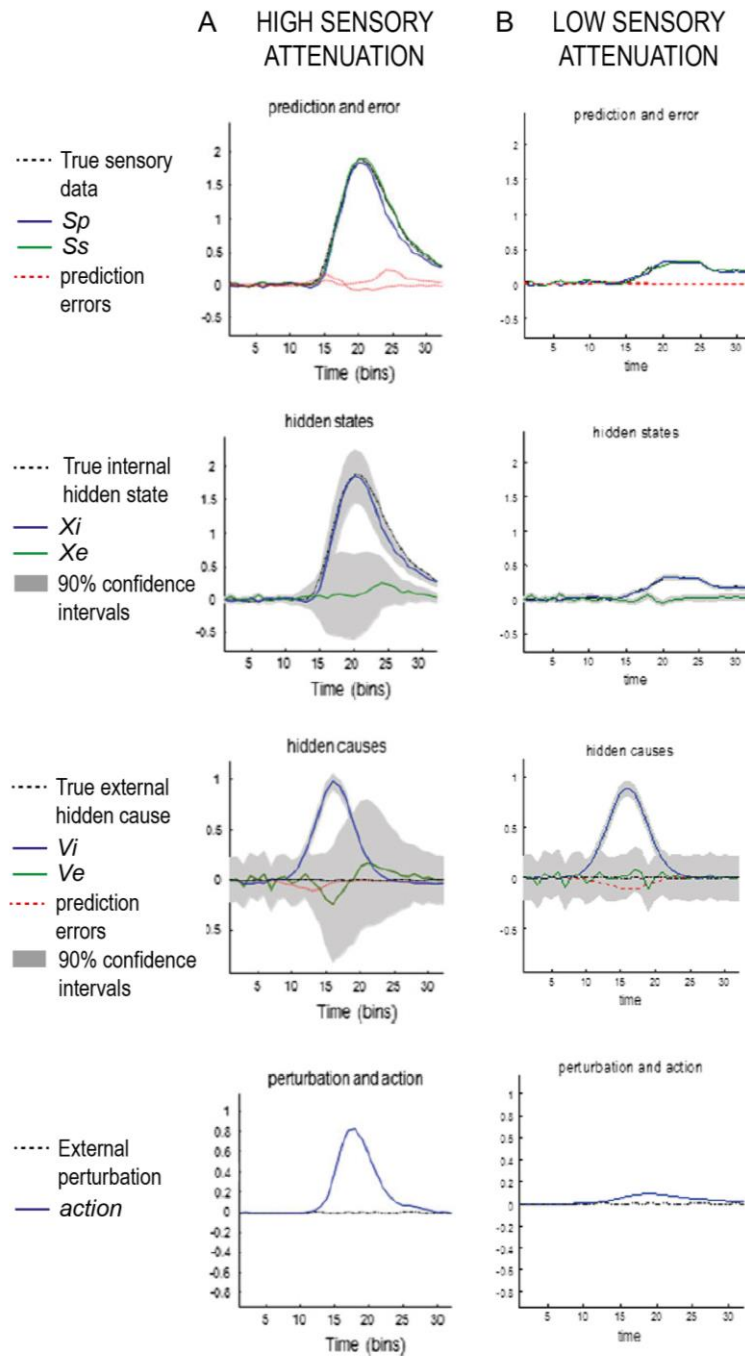 A HIGH SENSORY
ATTENUATION
B LOW SENSORY
ATTENUATION
prediction and error
True sensory
data
Sp
Ss
prediction
errors
2
1.5
1
0.5
0
-0.5
5 10 15 20 25 30
Time (bins)
prediction and error
2
1.5
1
0.5
0
-0.5
5 10 15 20 25 30
time
hidden states
True internal
hidden state
Xi
Xe
90% confidence
intervals
2
1.5
1
0.5
0
-0.5
5 10 15 20 25 30
Time (bins)
hidden states
2
1.5
1
0.5
0
-0.5
5 10 15 20 25 30
time
hidden causes
True external
hidden cause
Vi
Ve
prediction
errors
90% confidence
intervals
1
0.5
0
0.5
5 10 15 20 25 30
Time (bins)
hidden causes
1
0.5
0
-0.5
5 10 15 20 25 30
time
perturbation and action
External
perturbation
action
1
0.8
0.6
0.4
0.2
0
-0.2
-0.4
-0.6
-0.8
5 10 15 20 25 30
Time (bins)
perturbation and action
1
0.8
0.6
0.4
0.2
0
-0.2
-0.4
-0.6
-0.8
5 10 15 20 25 30
time